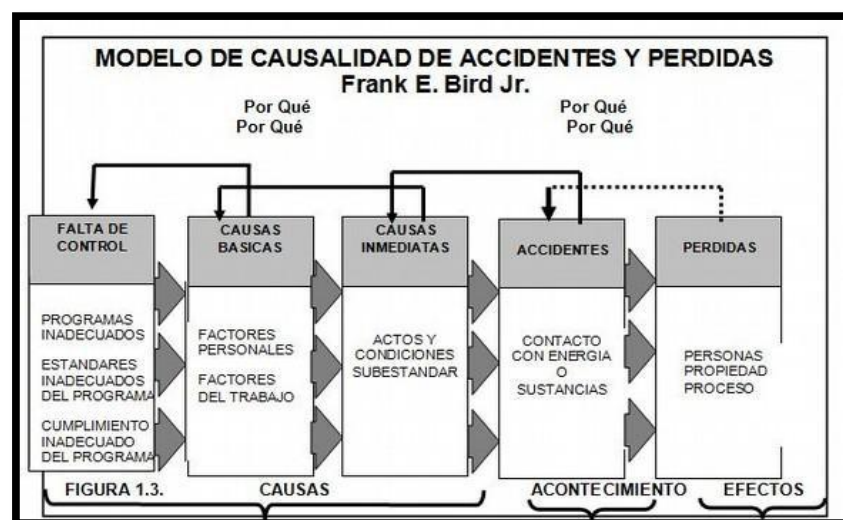 MODELO DE CAUSALIDAD DE ACCIDENTES Y PERDIDAS
Frank E. Bird Jr.
Por Qué
Por Qué
Por Qué
Por Qué
FALTA DE
CONTROL
PROGRAMAS
INADECUADOS
ESTANDARES
INADECUADOS
DEL PROGRAMA
CUMPLIMIENTO
INADECUADO
DEL PROGRAMA
CAUSAS
BASICAS
FACTORES
PERSONALES
FACTORES
DEL TRABAJO
CAUSAS
INMEDIATAS
ACTOS Y
CONDICIONES
SUBESTANDAR
ACCIDENTES
CONTACTO
CON ENERGIA
O
SUSTANCIAS
PERDIDAS
PERSONAS
PROPIEDAD
PROCESO
FIGURA 1.3.
CAUSAS
ACONTECIMIENTO
EFECTOS